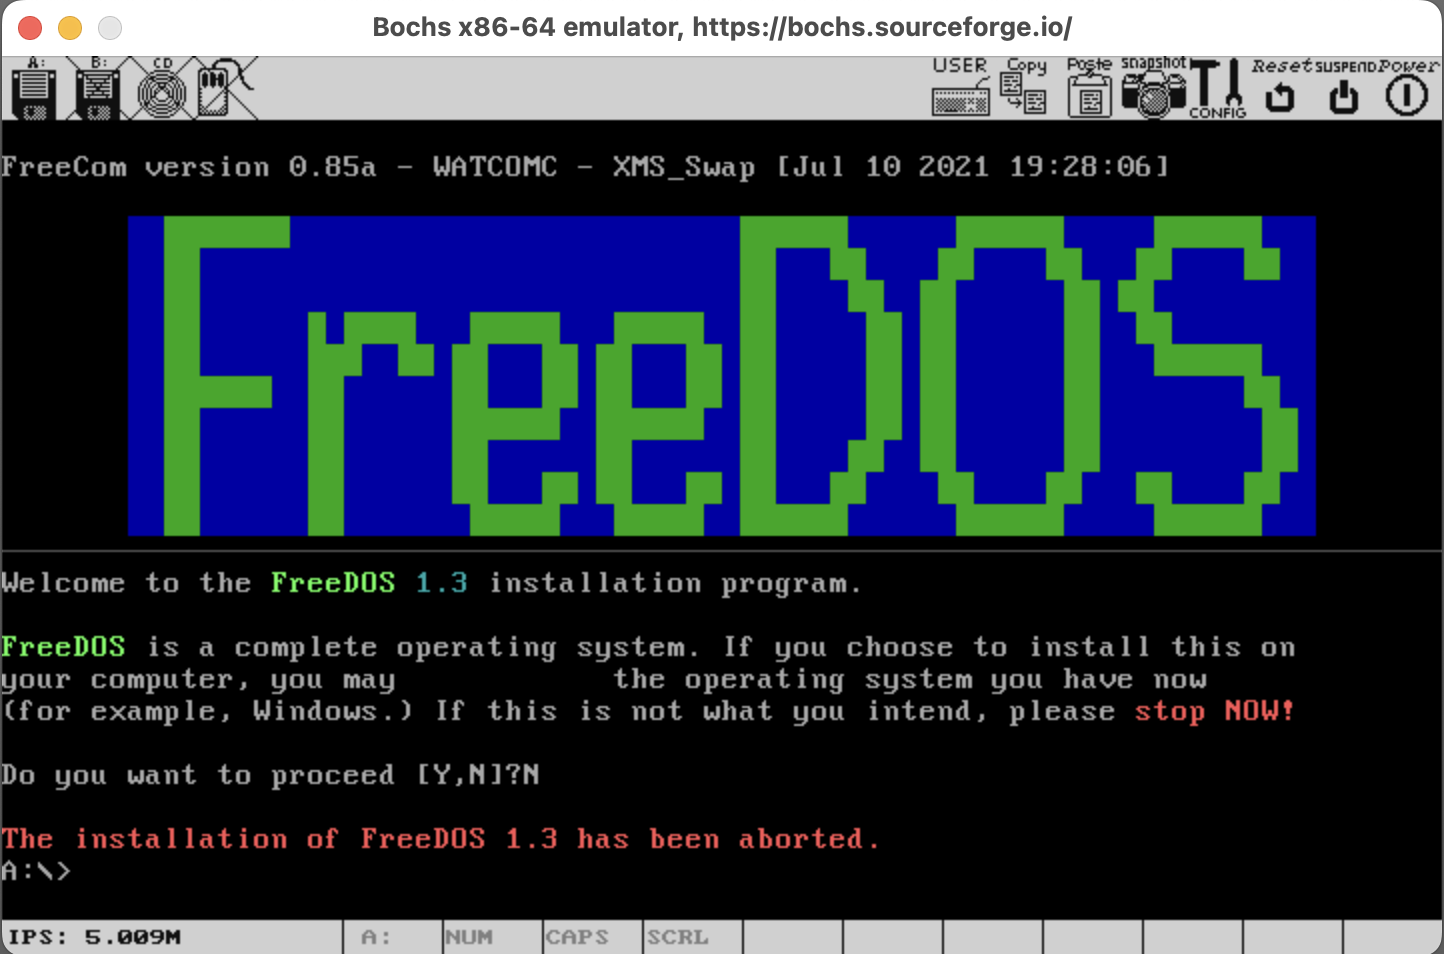 Bochs x86-64 emulator, https://bochs.sourceforge.io/
A: B: CD USER Copy Paste snapshot CONFIG Reset SUSPEND Power
FreeCom version 0.85a - WATCOMC - XMS_Swap [Jul 10 2021 19:28:06]
FreeDOS
Welcome to the FreeDOS 1.3 installation program.
FreeDOS is a complete operating system. If you choose to install this on
your computer, you may the operating system you have now
(for example, Windows.) If this is not what you intend, please stop NOW!
Do you want to proceed [Y,N]?N
The installation of FreeDOS 1.3 has been aborted.
A:\>
IPS: 5.009M A: NUM CAPS SCRL